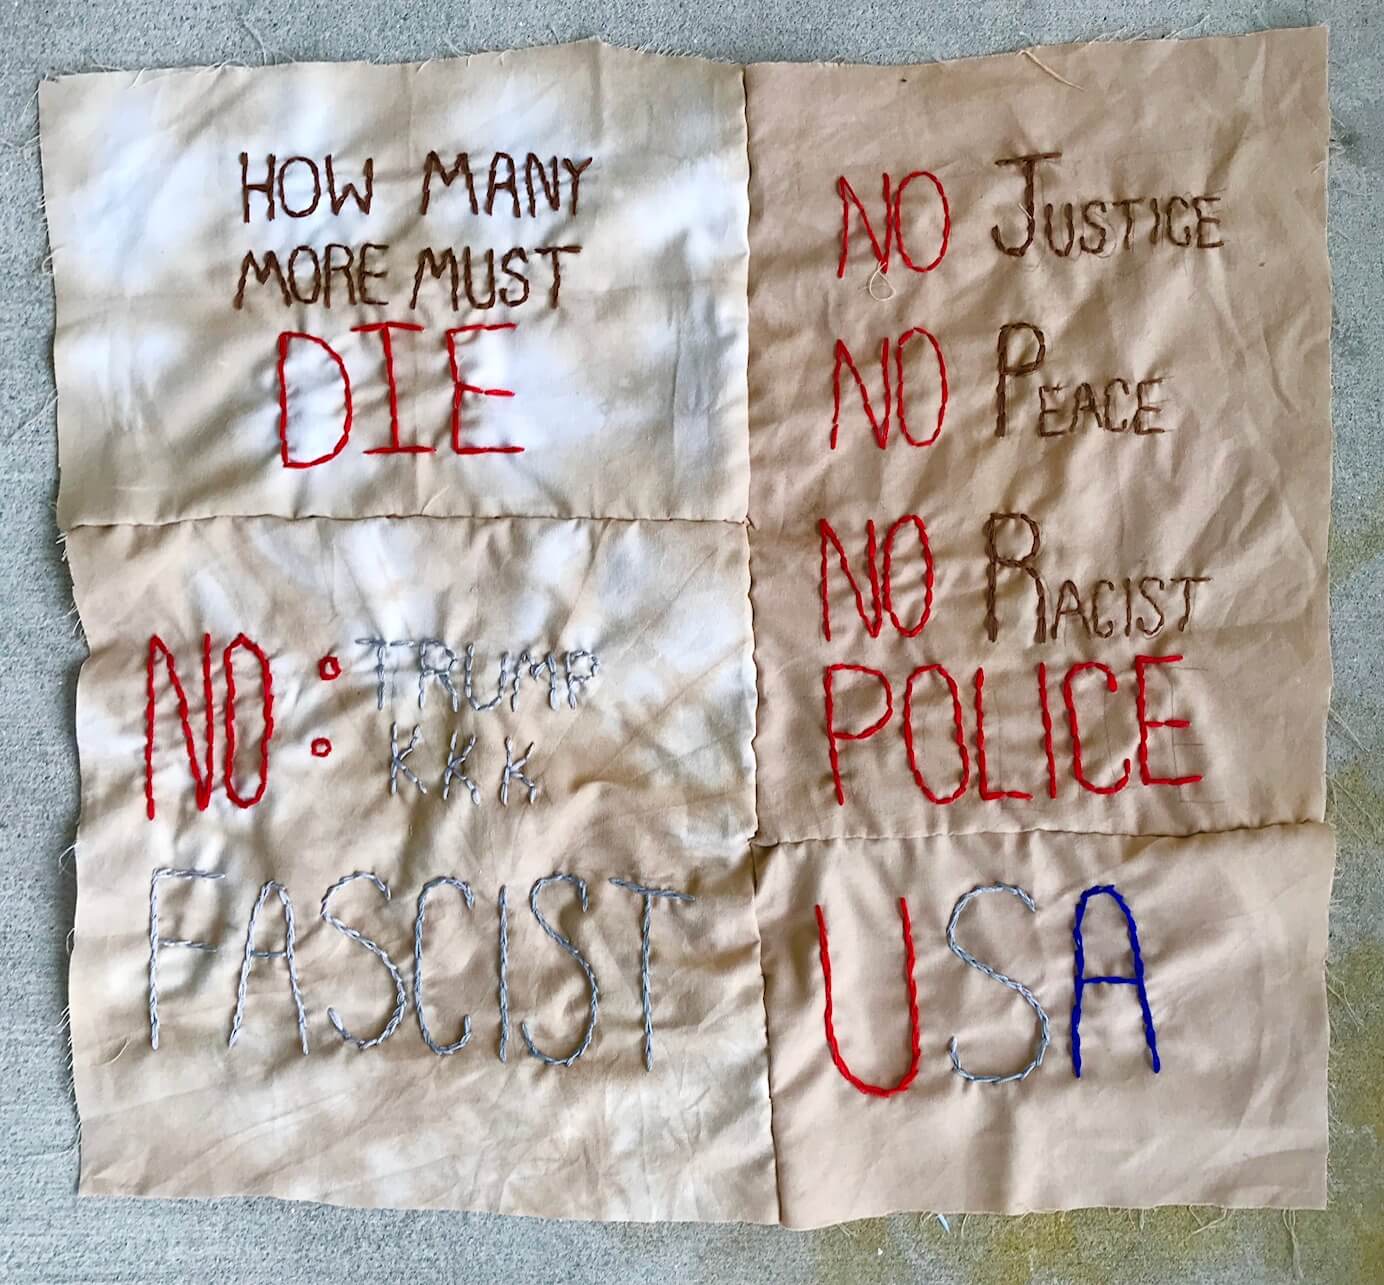 HOW MANY
MORE MUST
DIE
NO: TRUMP
KKK
FASCIST
NO JUSTICE
NO PEACE
NO RACIST
POLICE
USA